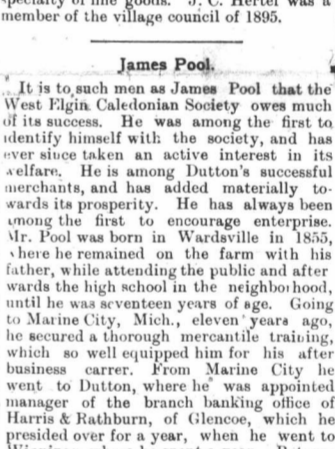 specialty of fine goods. J. C. Hertel was a
member of the village council of 1895.
James Pool.
It is to such men as James Pool that the
West Elgin Caledonian Society owes much
of its success. He was among the first to
identify himself with the society, and has
ever since taken an active interest in its
welfare. He is among Dutton's successful
merchants, and has added materially to-
wards its prosperity. He has always been
among the first to encourage enterprise.
Mr. Pool was born in Wardsville in 1855,
where he remained on the farm with his
father, while attending the public and after
wards the high school in the neighborhood,
until he was seventeen years of age. Going
to Marine City, Mich., eleven years ago,
he secured a thorough mercantile training,
which so well equipped him for his after
business carrer. From Marine City he
went to Dutton, where he was appointed
manager of the branch banking office of
Harris & Rathburn, of Glencoe, which he
presided over for a year, when he went to